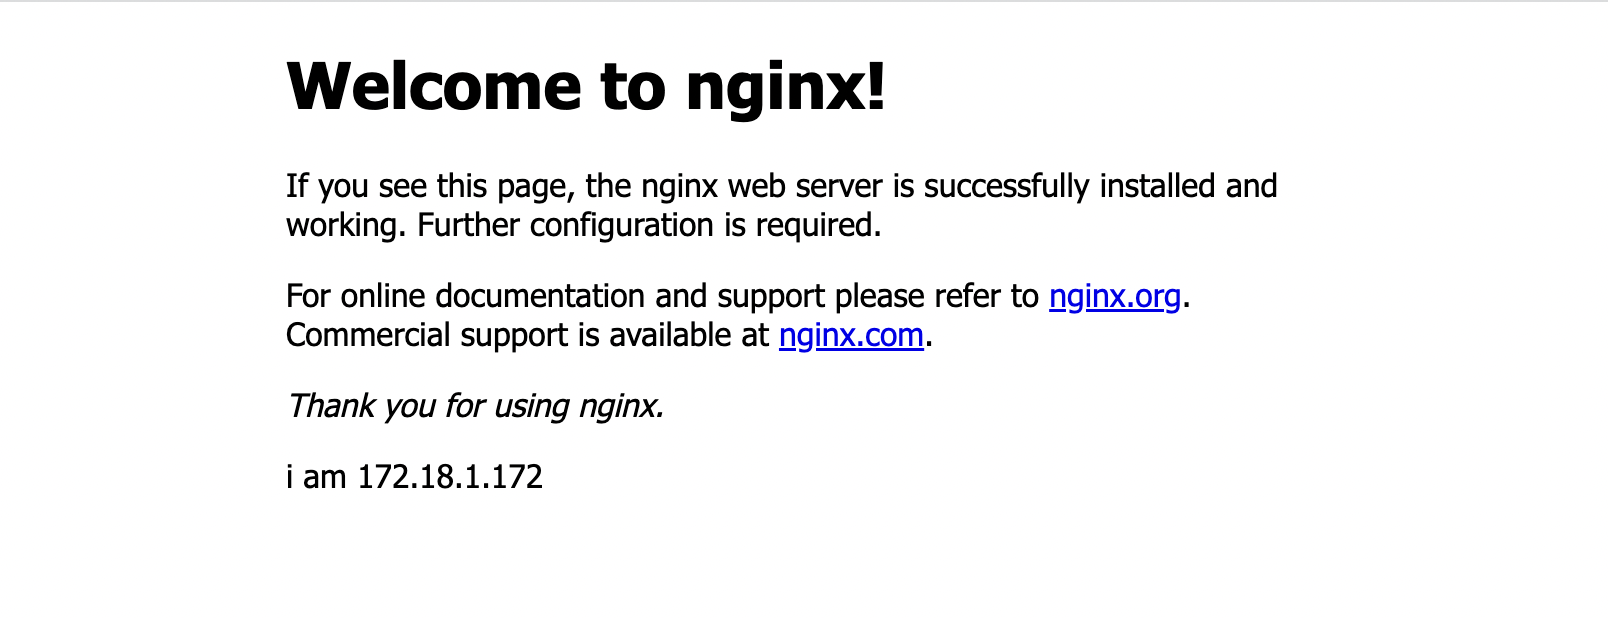 Welcome to nginx!
If you see this page, the nginx web server is successfully installed and
working. Further configuration is required.
For online documentation and support please refer to nginx.org.
Commercial support is available at nginx.com.
Thank you for using nginx.
i am 172.18.1.172